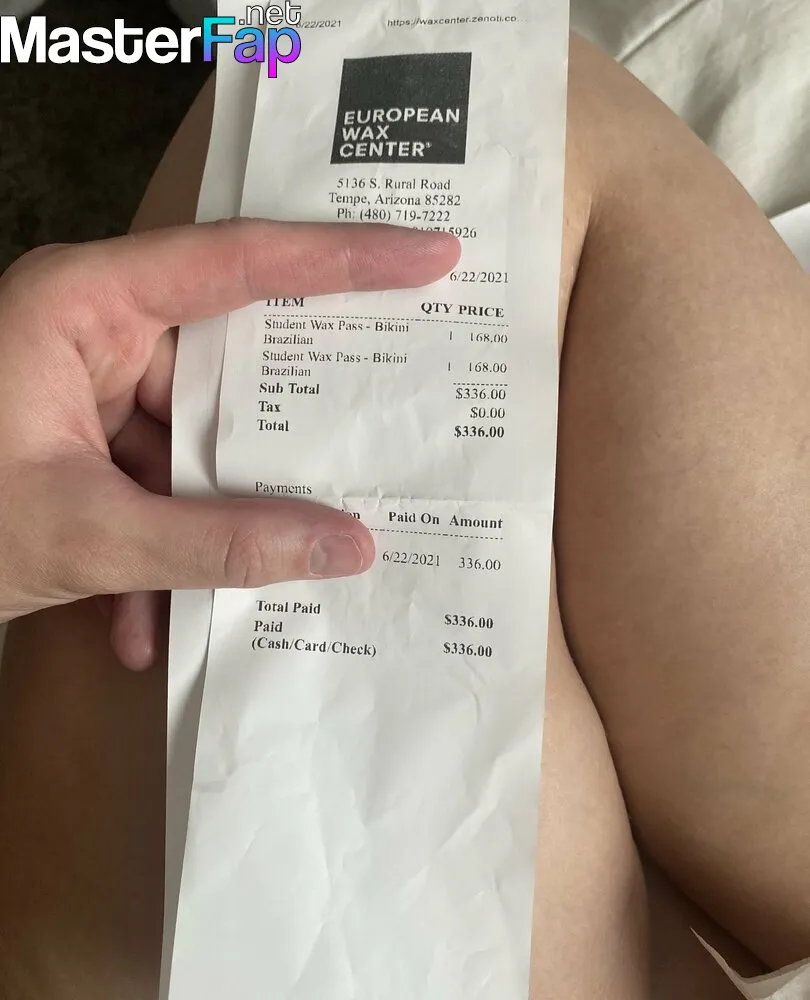 MasterFap.net
6/22/2021 https://waxcenter.zenoti.co...
EUROPEAN
WAX
CENTER®
5136 S. Rural Road
Tempe, Arizona 85282
Ph: (480) 719-7222
6/22/2021
ITEM QTY PRICE
Student Wax Pass - Bikini
Brazilian 1 168.00
Student Wax Pass - Bikini
Brazilian 1 168.00
Sub Total $336.00
Tax $0.00
Total $336.00
Payments
Paid On Amount
6/22/2021 336.00
Total Paid $336.00
Paid
(Cash/Card/Check) $336.00